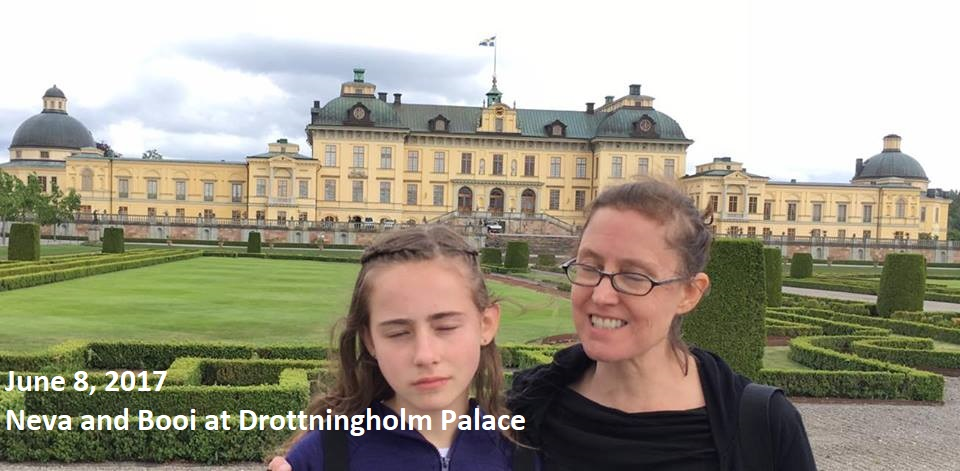 June 8, 2017
Neva and Booi at Drottningholm Palace